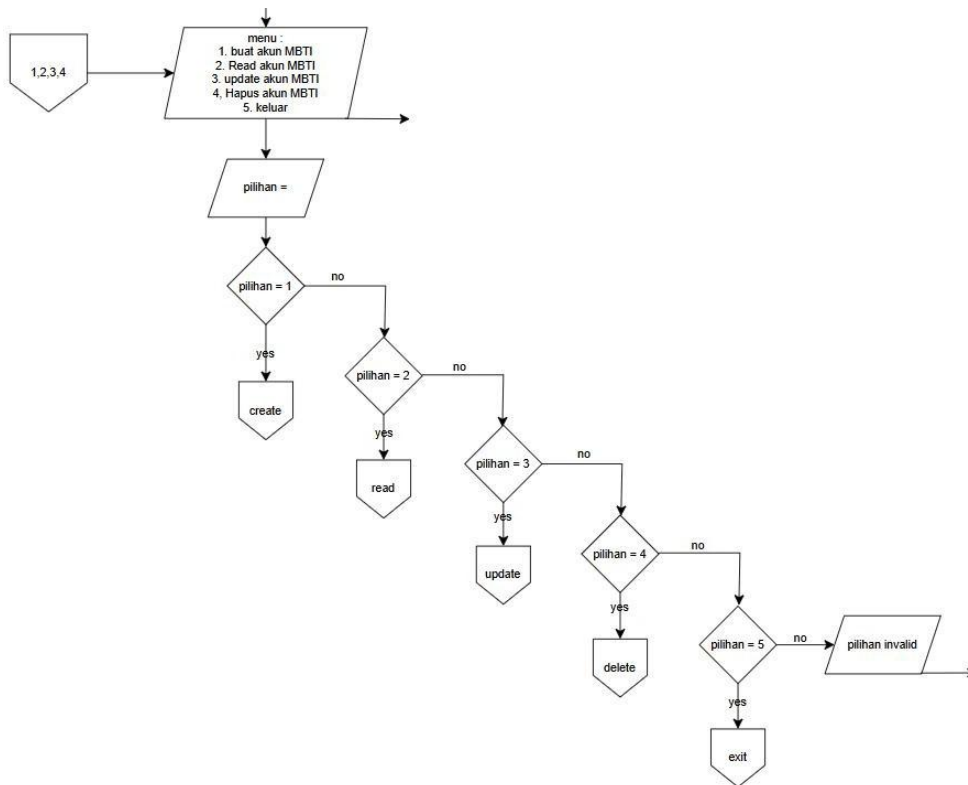 menu :
1. buat akun MBTI
2. Read akun MBTI
3. update akun MBTI
4, Hapus akun MBTI
5. keluar
1,2,3,4
pilihan =
pilihan = 1
no
yes
create
pilihan = 2
no
yes
read
pilihan = 3
no
yes
update
pilihan = 4
no
yes
delete
pilihan = 5
no
pilihan invalid
yes
exit